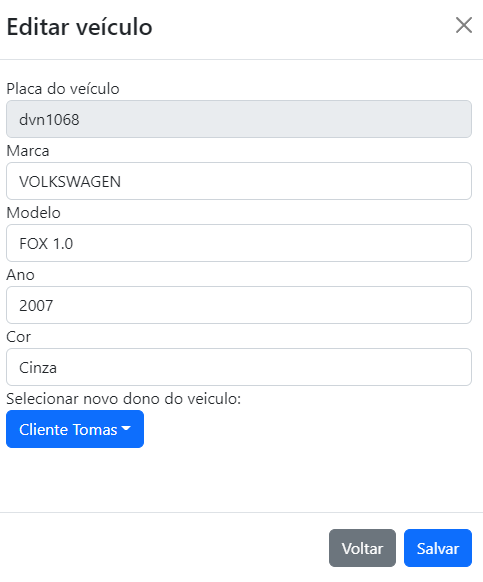 Editar veículo
Placa do veículo
dvn1068
Marca
VOLKSWAGEN
Modelo
FOX 1.0
Ano
2007
Cor
Cinza
Selecionar novo dono do veiculo:
Cliente Tomas
Voltar Salvar